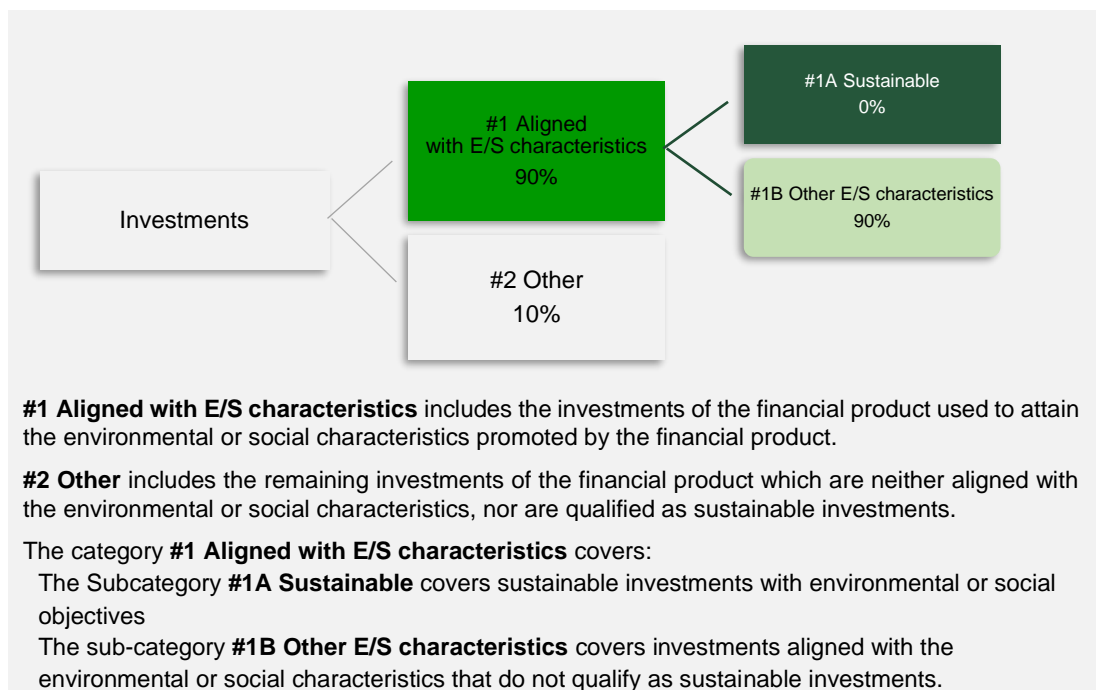 #1A Sustainable
0%
#1 Aligned
with E/S characteristics
90%
#1B Other E/S characteristics
90%
Investments
#2 Other
10%
#1 Aligned with E/S characteristics includes the investments of the financial product used to attain
the environmental or social characteristics promoted by the financial product.
#2 Other includes the remaining investments of the financial product which are neither aligned with
the environmental or social characteristics, nor are qualified as sustainable investments.
The category #1 Aligned with E/S characteristics covers:
The Subcategory #1A Sustainable covers sustainable investments with environmental or social
objectives
The sub-category #1B Other E/S characteristics covers investments aligned with the
environmental or social characteristics that do not qualify as sustainable investments.